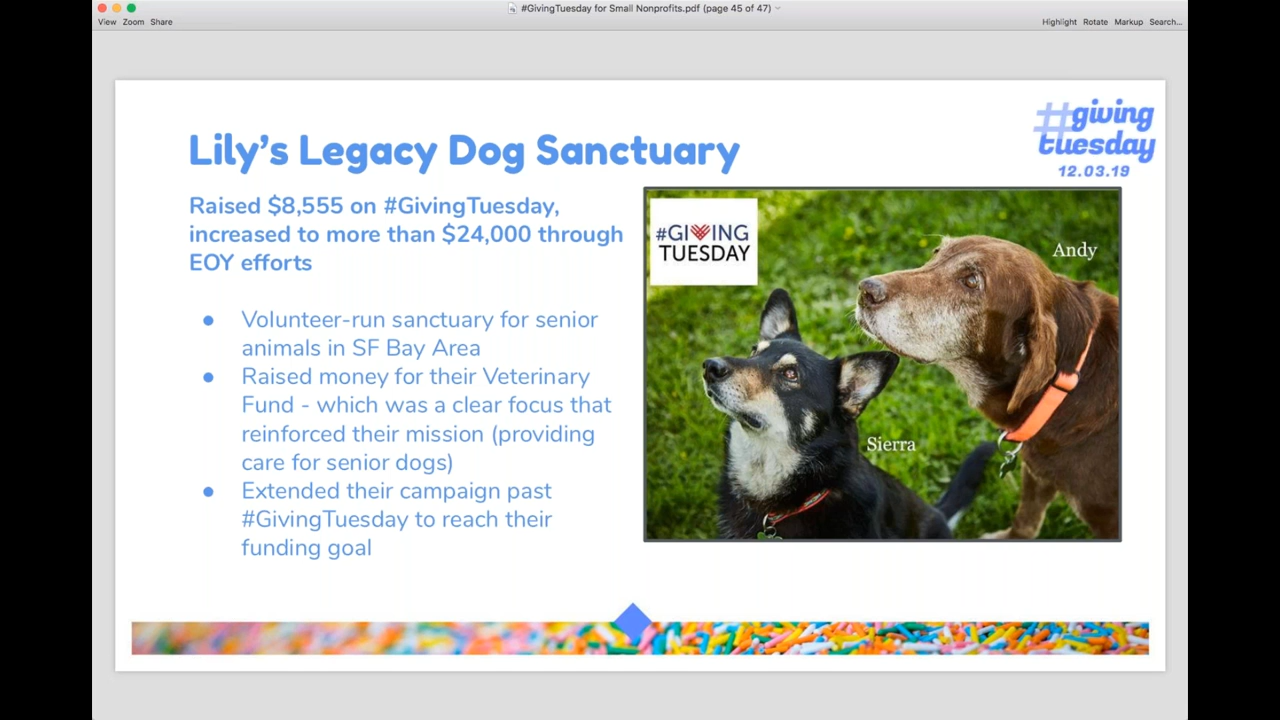 #GivingTuesday for Small Nonprofits.pdf (page 45 of 47)
View Zoom Share
Highlight Rotate Markup Search...
#giving
tuesday
12.03.19
Lily's Legacy Dog Sanctuary
Raised $8,555 on #GivingTuesday,
increased to more than $24,000 through
EOY efforts
● Volunteer-run sanctuary for senior
animals in SF Bay Area
● Raised money for their Veterinary
Fund - which was a clear focus that
reinforced their mission (providing
care for senior dogs)
● Extended their campaign past
#GivingTuesday to reach their
funding goal
#GIVING
TUESDAY
Andy
Sierra